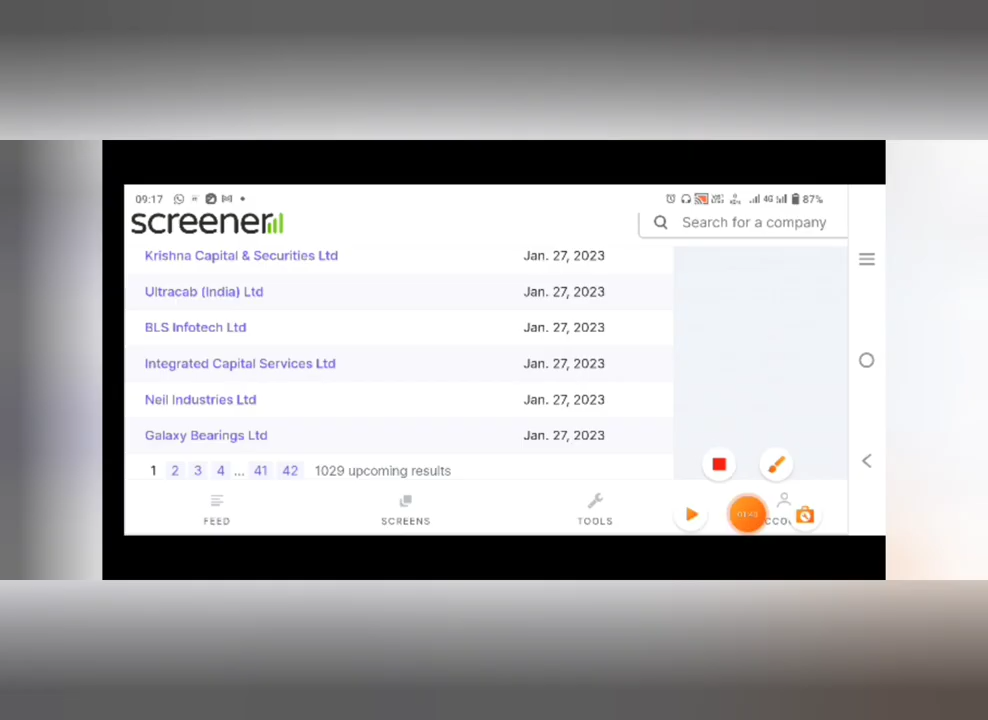 09:17 4G 87%
screener
Search for a company
Krishna Capital & Securities Ltd Jan. 27, 2023
Ultracab (India) Ltd Jan. 27, 2023
BLS Infotech Ltd Jan. 27, 2023
Integrated Capital Services Ltd Jan. 27, 2023
Neil Industries Ltd Jan. 27, 2023
Galaxy Bearings Ltd Jan. 27, 2023
1 2 3 4 ... 41 42 1029 upcoming results
FEED SCREENS TOOLS